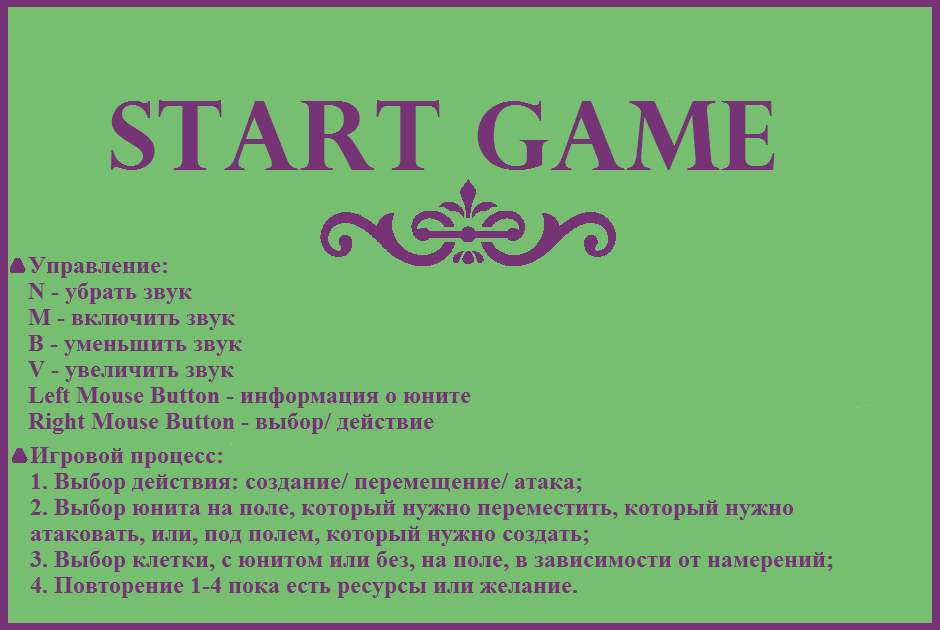 START GAME
Управление:
N - убрать звук
M - включить звук
B - уменьшить звук
V - увеличить звук
Left Mouse Button - информация о юните
Right Mouse Button - выбор/ действие
Игровой процесс:
1. Выбор действия: создание/ перемещение/ атака;
2. Выбор юнита на поле, который нужно переместить, который нужно
атаковать, или, под полем, который нужно создать;
3. Выбор клетки, с юнитом или без, на поле, в зависимости от намерений;
4. Повторение 1-4 пока есть ресурсы или желание.